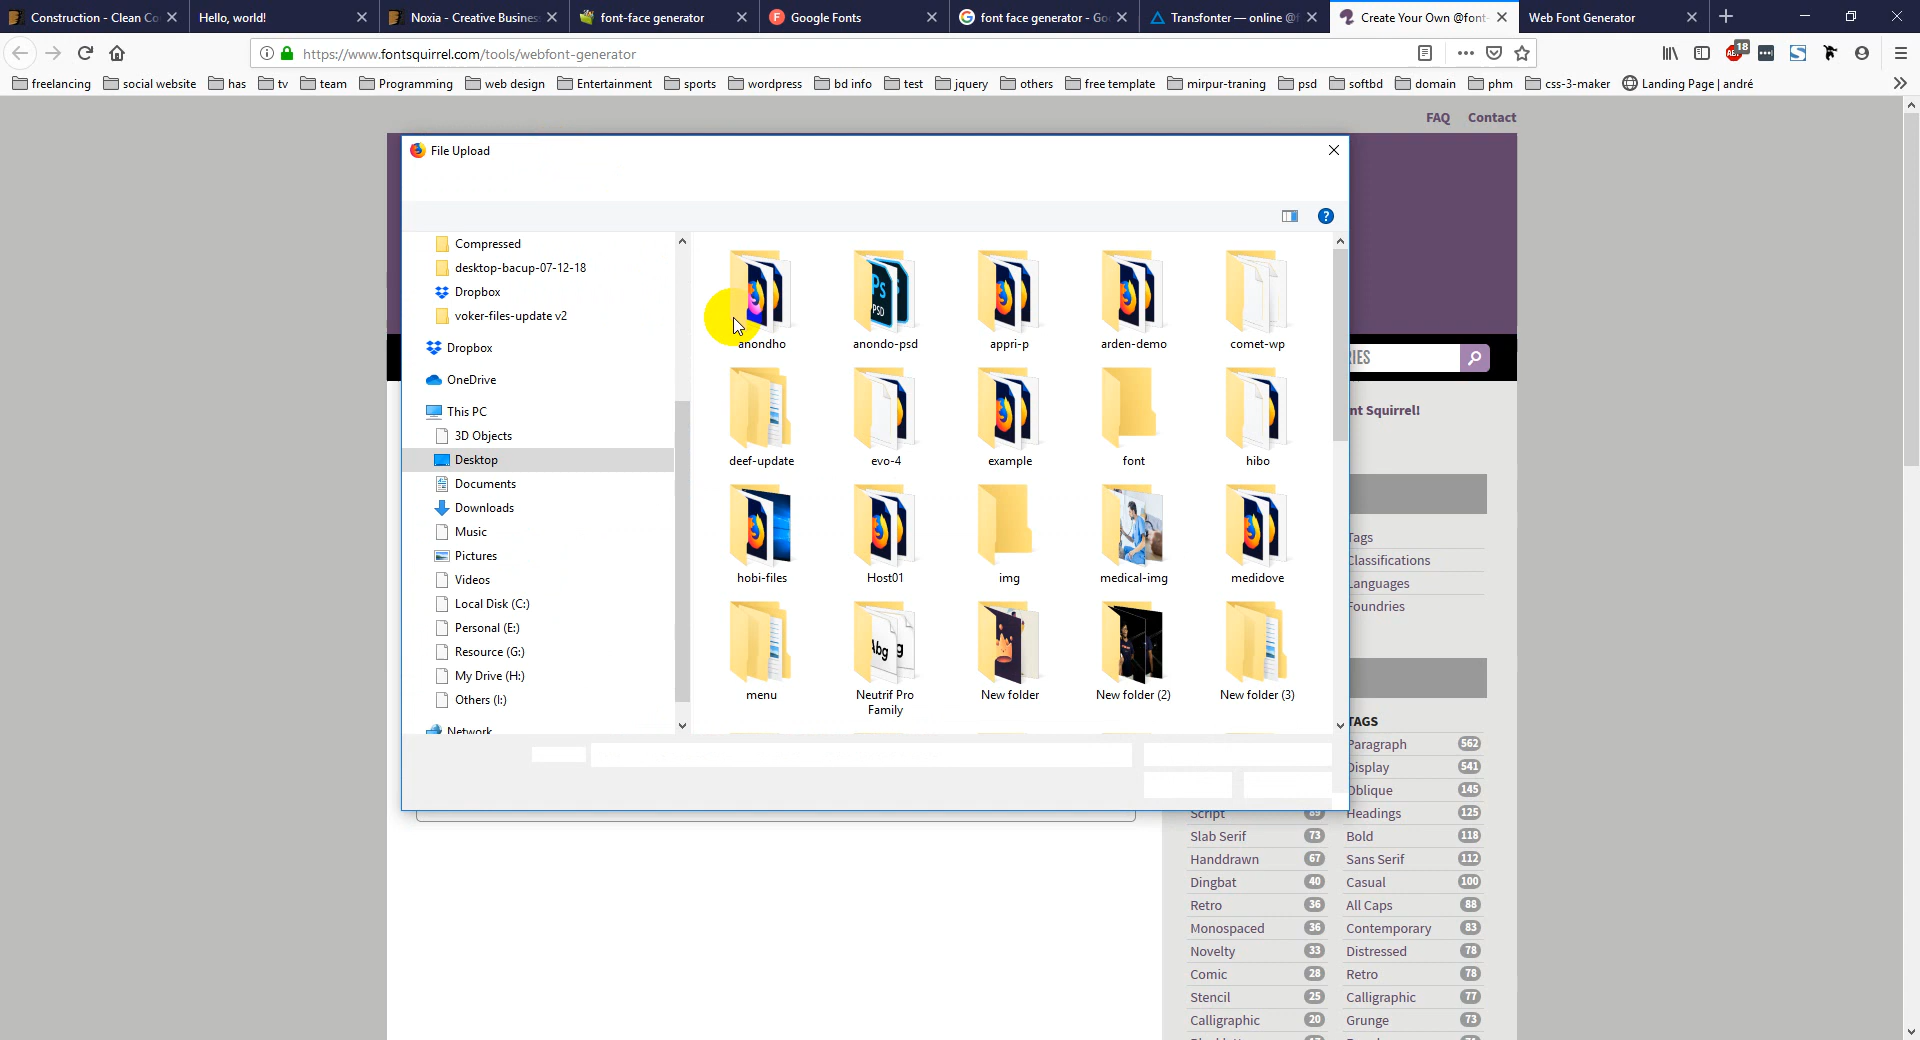 Construction - Clean Co
Hello, world!
Noxia - Creative Busines
font-face generator
Google Fonts
font face generator - Go
Transfonter — online @f
Create Your Own @font-
Web Font Generator
https://www.fontsquirrel.com/tools/webfont-generator
18
freelancing
social website
has
tv
team
Programming
web design
Entertainment
sports
wordpress
bd info
test
jquery
others
free template
mirpur-traning
psd
softbd
domain
phm
css-3-maker
Landing Page | andré
FAQ
Contact
File Upload
Compressed
desktop-bacup-07-12-18
Dropbox
voker-files-update v2
Dropbox
OneDrive
This PC
3D Objects
Desktop
Documents
Downloads
Music
Pictures
Videos
Local Disk (C:)
Personal (E:)
Resource (G:)
My Drive (H:)
Others (I:)
Network
anondho
anondo-psd
appri-p
arden-demo
comet-wp
deef-update
evo-4
example
font
hibo
hobi-files
Host01
img
medical-img
medidove
menu
Neutrif Pro
Family
New folder
New folder (2)
New folder (3)
RIES
nt Squirrel!
Tags
Classifications
Languages
Foundries
TAGS
Paragraph 562
Display 541
Oblique 145
Script 89
Headings 125
Slab Serif 73
Bold 118
Handdrawn 67
Sans Serif 112
Dingbat 40
Casual 100
Retro 36
All Caps 88
Monospaced 36
Contemporary 83
Novelty 33
Distressed 78
Comic 28
Retro 78
Stencil 25
Calligraphic 77
Calligraphic 20
Grunge 73